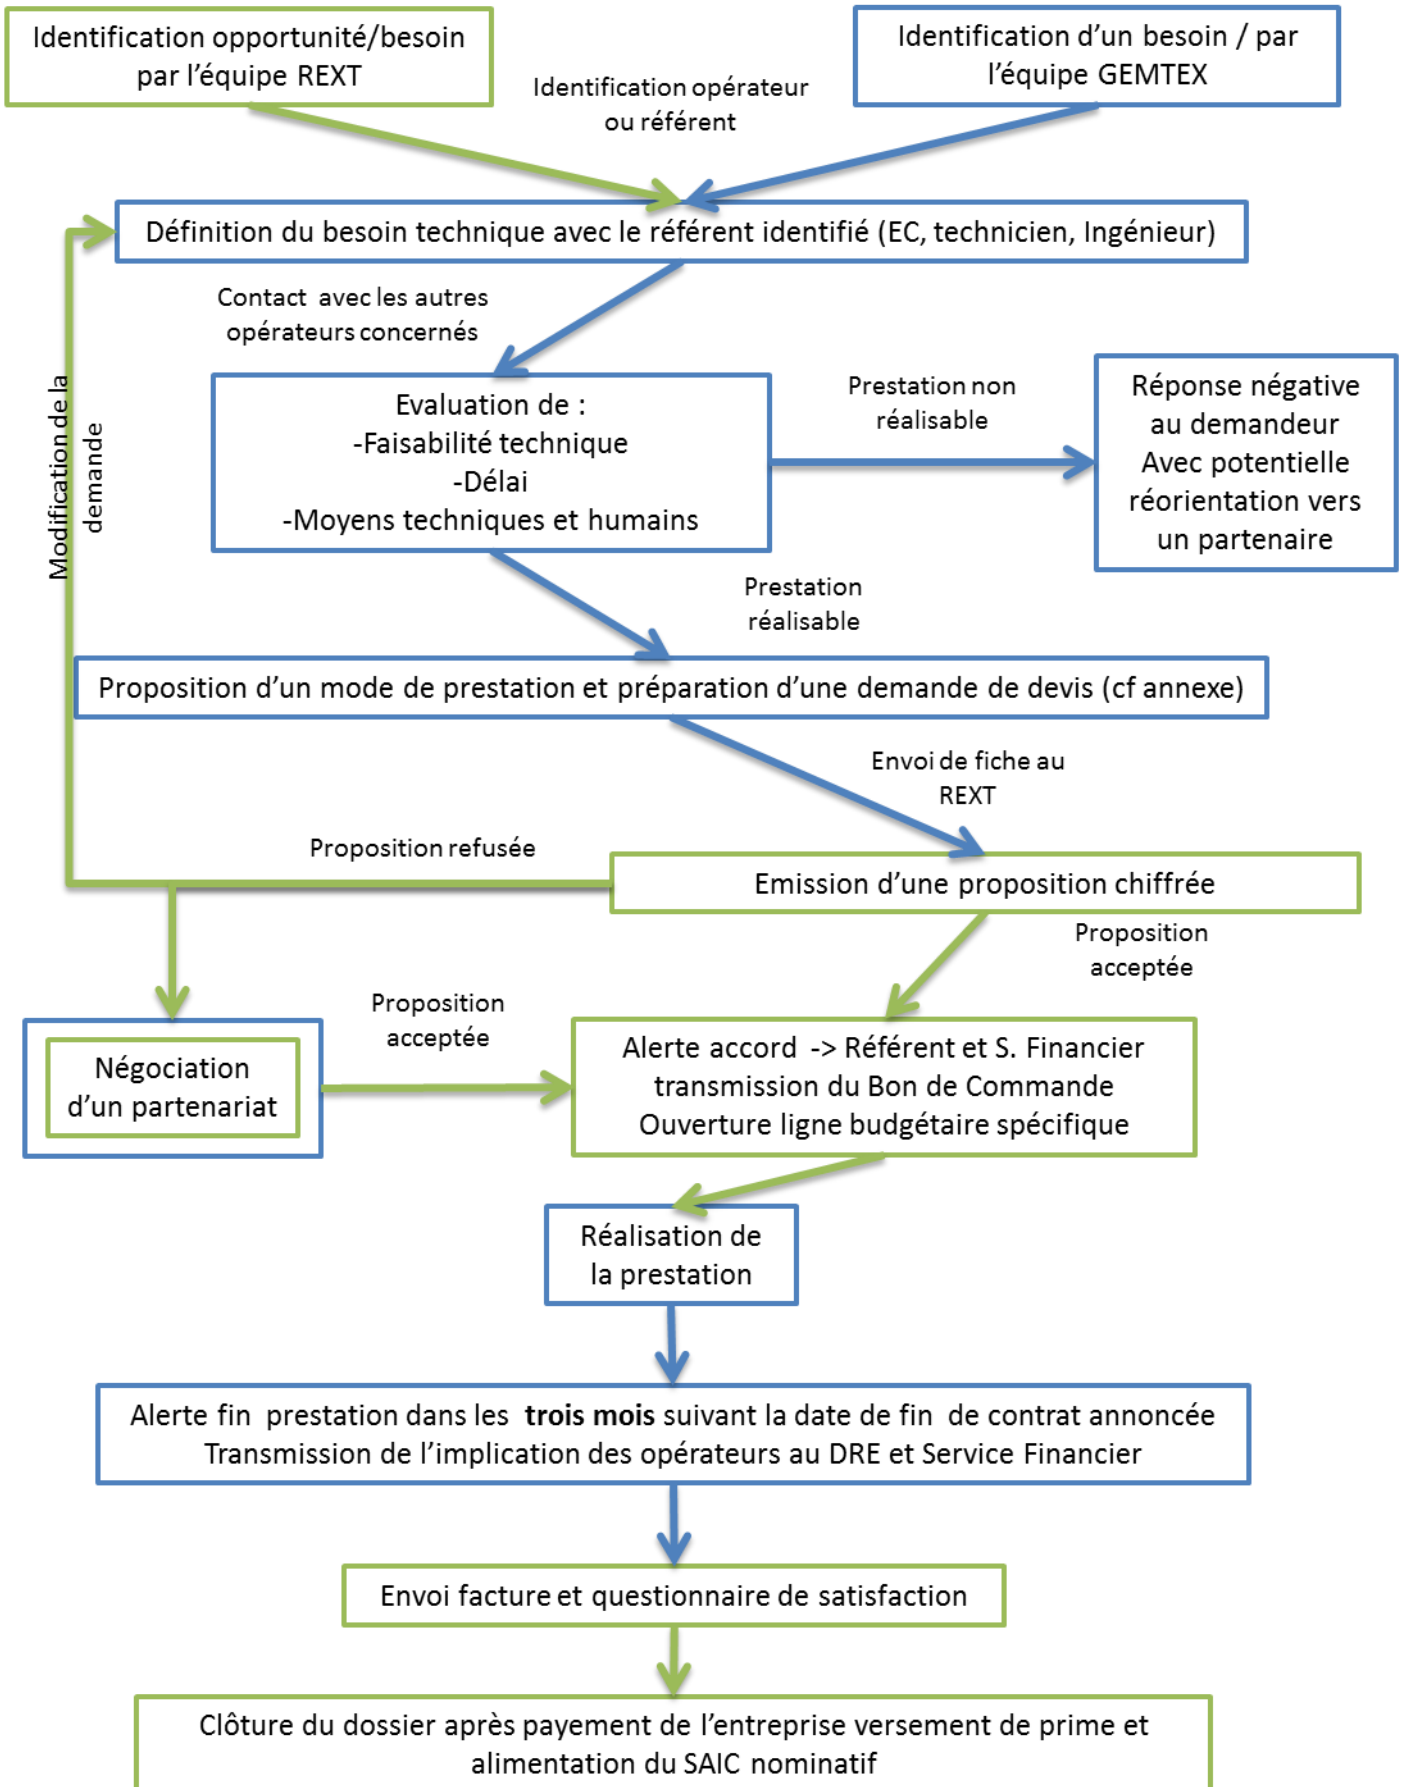 Identification opportunité/besoin
par l'équipe REXT
Identification d'un besoin / par
l'équipe GEMTEX
Identification opérateur
ou référent
Définition du besoin technique avec le référent identifié (EC, technicien, Ingénieur)
Contact avec les autres
opérateurs concernés
Modification de la
demande
Evaluation de :
-Faisabilité technique
-Délai
-Moyens techniques et humains
Prestation non
réalisable
Réponse négative
au demandeur
Avec potentielle
réorientation vers
un partenaire
Prestation
réalisable
Proposition d'un mode de prestation et préparation d'une demande de devis (cf annexe)
Envoi de fiche au
REXT
Proposition refusée
Emission d'une proposition chiffrée
Proposition
acceptée
Négociation
d'un partenariat
Proposition
acceptée
Alerte accord -> Référent et S. Financier
transmission du Bon de Commande
Ouverture ligne budgétaire spécifique
Réalisation de
la prestation
Alerte fin prestation dans les trois mois suivant la date de fin de contrat annoncée
Transmission de l'implication des opérateurs au DRE et Service Financier
Envoi facture et questionnaire de satisfaction
Clôture du dossier après payement de l'entreprise versement de prime et
alimentation du SAIC nominatif